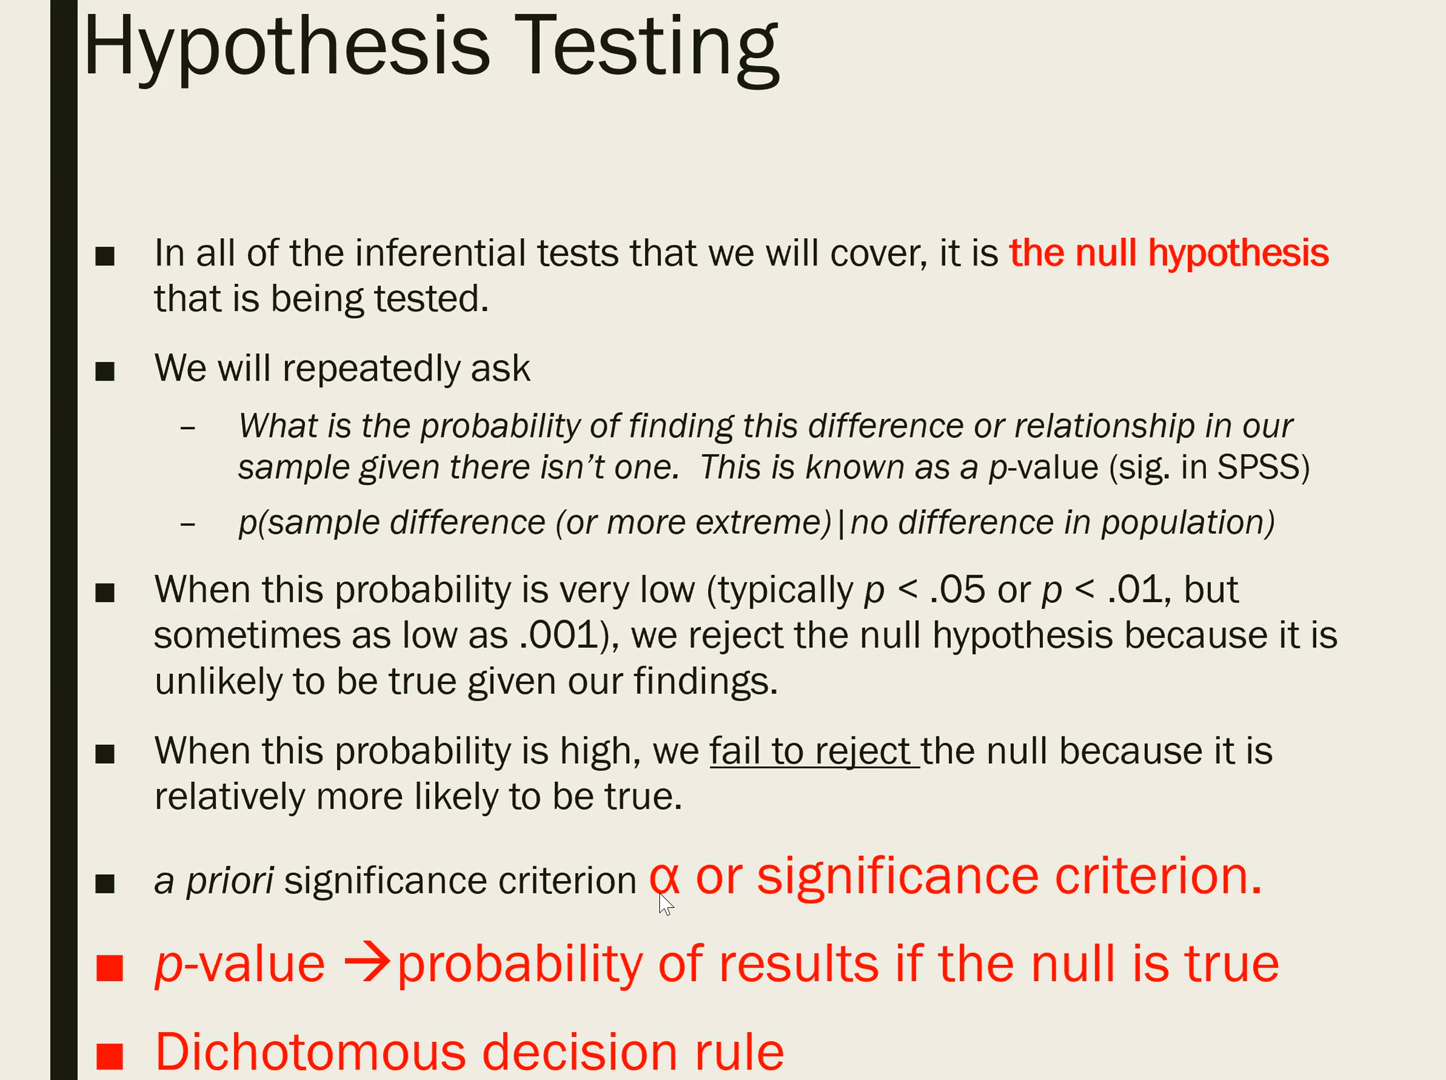 Hypothesis Testing
■ In all of the inferential tests that we will cover, it is the null hypothesis
that is being tested.
■ We will repeatedly ask
– What is the probability of finding this difference or relationship in our
sample given there isn’t one.  This is known as a p-value (sig. in SPSS)
– p(sample difference (or more extreme)|no difference in population)
■ When this probability is very low (typically p < .05 or p < .01, but
sometimes as low as .001), we reject the null hypothesis because it is
unlikely to be true given our findings.
■ When this probability is high, we fail to reject the null because it is
relatively more likely to be true.
■ a priori significance criterion α or significance criterion.
■ p-value →probability of results if the null is true
■ Dichotomous decision rule